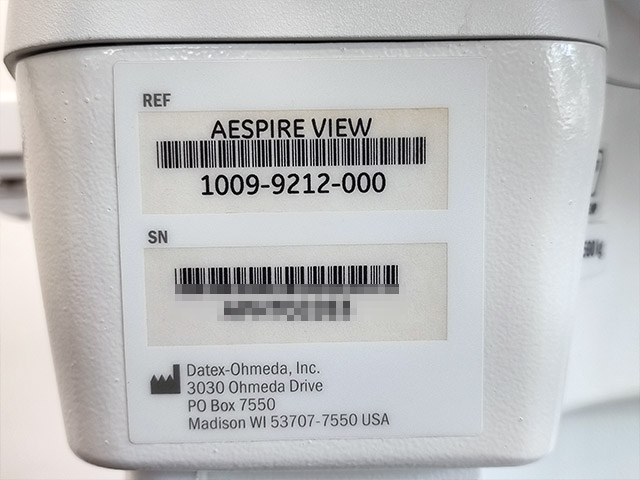 REF
AESPIRE VIEW
1009-9212-000
SN
Datex-Ohmeda, Inc.
3030 Ohmeda Drive
PO Box 7550
Madison WI 53707-7550 USA